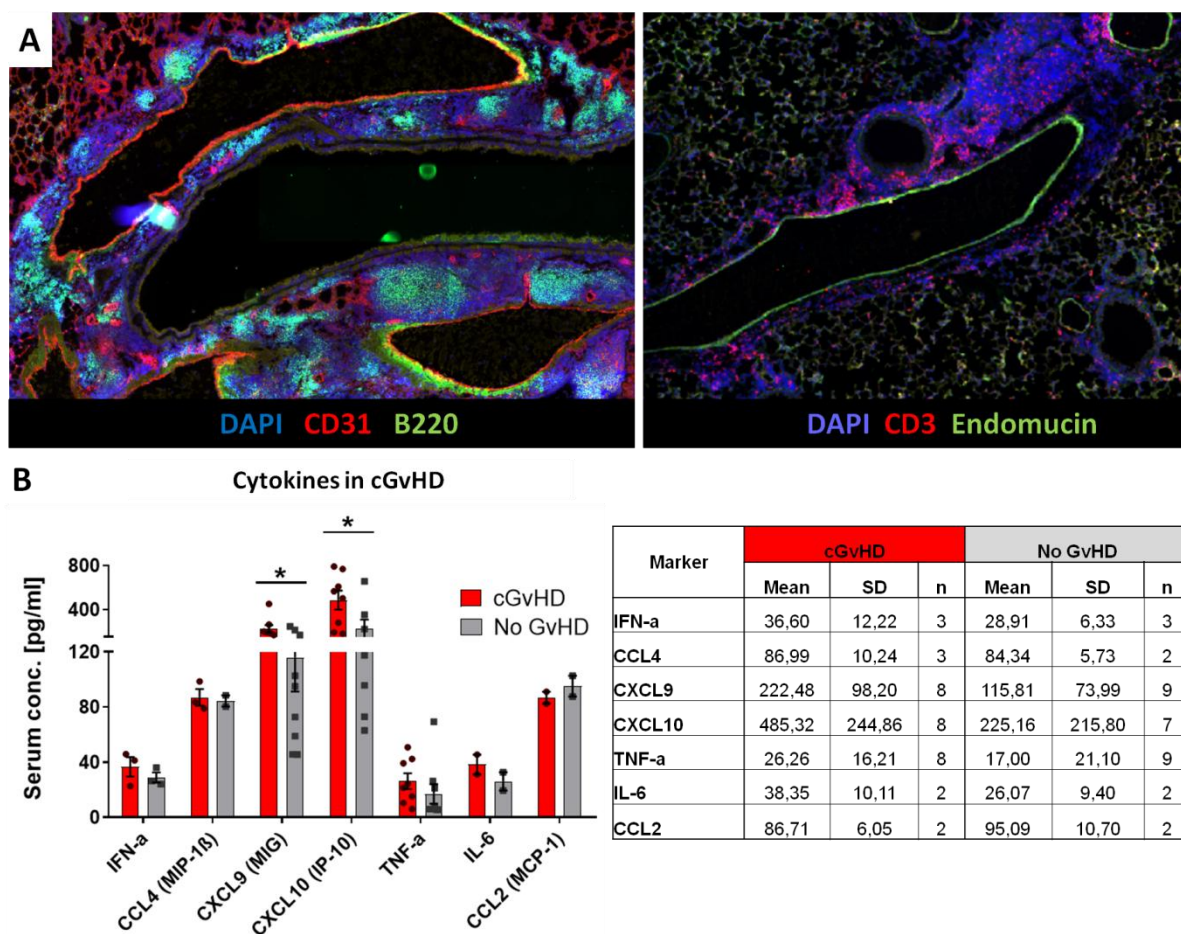 A
DAPI CD31 B220
DAPI CD3 Endomucin
B
Cytokines in cGvHD
Serum conc. [pg/ml]
800
400
120
80
40
0
*
*
cGvHD
No GvHD
IFN-a
CCL4 (MIP-1ß)
CXCL9 (MIG)
CXCL10 (IP-10)
TNF-a
IL-6
CCL2 (MCP-1)
Marker cGvHD No GvHD
Mean SD n Mean SD n
IFN-a 36,60 12,22 3 28,91 6,33 3
CCL4 86,99 10,24 3 84,34 5,73 2
CXCL9 222,48 98,20 8 115,81 73,99 9
CXCL10 485,32 244,86 8 225,16 215,80 7
TNF-a 26,26 16,21 8 17,00 21,10 9
IL-6 38,35 10,11 2 26,07 9,40 2
CCL2 86,71 6,05 2 95,09 10,70 2